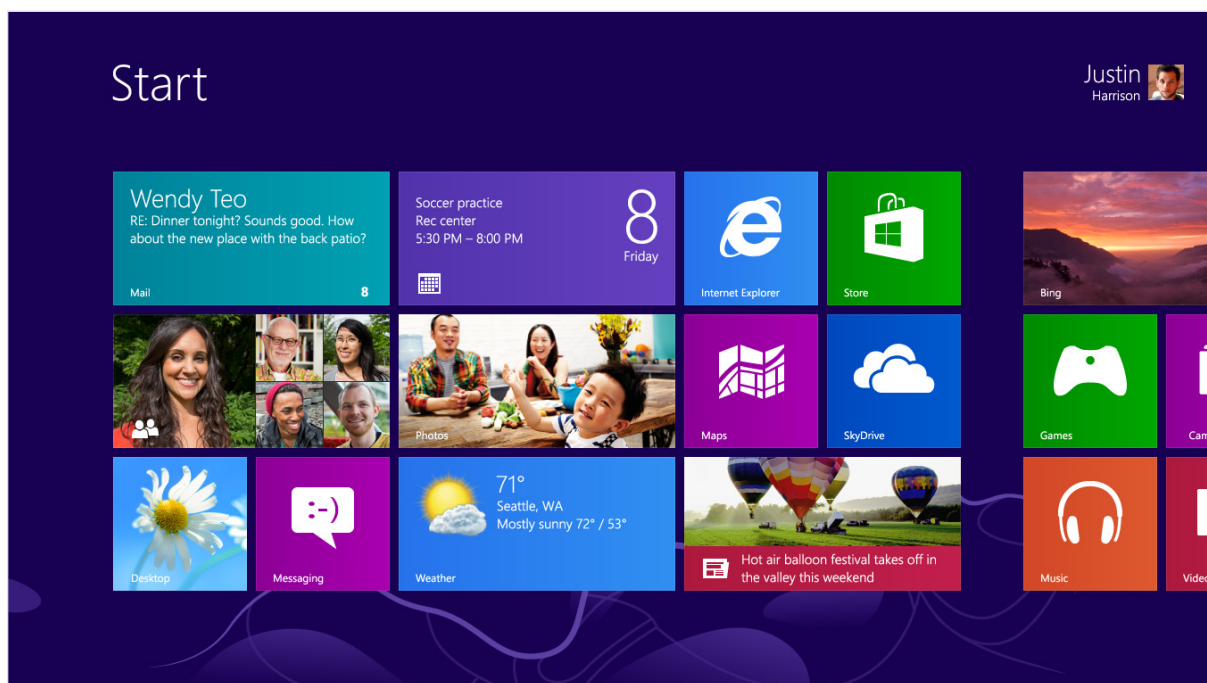 Start
Justin
Harrison
Wendy Teo
RE: Dinner tonight? Sounds good. How
about the new place with the back patio?
Mail
8
Soccer practice
Rec center
5:30 PM – 8:00 PM
8
Friday
Internet Explorer
Store
Bing
Photos
Maps
SkyDrive
Games
Cam
Desktop
:-)
Messaging
71°
Seattle, WA
Mostly sunny 72° / 53°
Weather
Hot air balloon festival takes off in
the valley this weekend
Music
Video